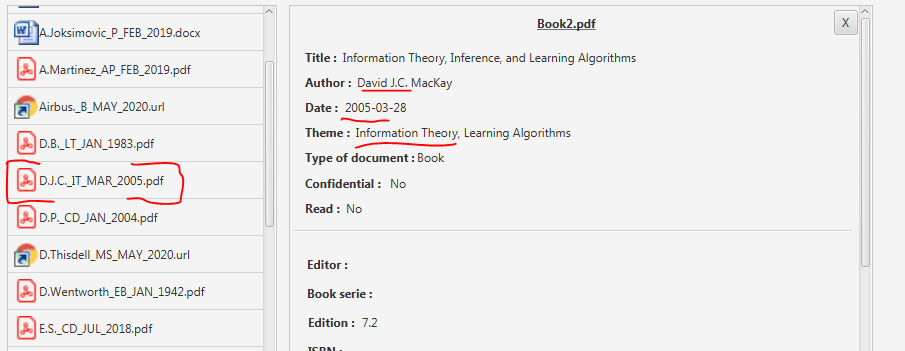 A.Joksimovic_P_FEB_2019.docx
A.Martinez_AP_FEB_2019.pdf
Airbus._B_MAY_2020.url
D.B._LT_JAN_1983.pdf
D.J.C._IT_MAR_2005.pdf
D.P._CD_JAN_2004.pdf
D.Thisdell_MS_MAY_2020.url
D.Wentworth_EB_JAN_1942.pdf
E.S._CD_JUL_2018.pdf
Book2.pdf
X
Title : Information Theory, Inference, and Learning Algorithms
Author : David J.C. MacKay
Date : 2005-03-28
Theme : Information Theory, Learning Algorithms
Type of document : Book
Confidential : No
Read : No
Editor :
Book serie :
Edition : 7.2
ISBN :